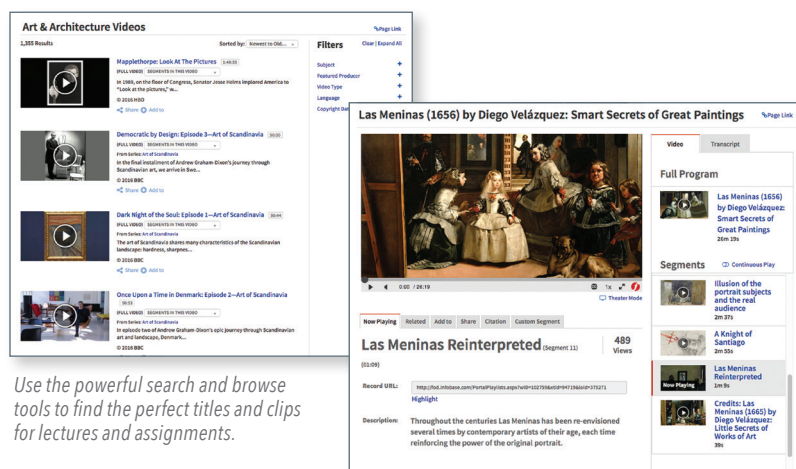 Art & Architecture Videos
Page Link
1,355 Results
Sorted by: Newest to Old...
Mapplethorpe: Look At The Pictures
(FULL VIDEO) SEGMENTS IN THIS VIDEO
In 1989, on the floor of Congress, Senator Jesse Helms implored America to
"Look at the pictures," w...
© 2016 HBO
Share Add to
Democratic by Design: Episode 3—Art of Scandinavia
(FULL VIDEO) SEGMENTS IN THIS VIDEO
From Series: Art of Scandinavia
In the final installment of Andrew Graham-Dixon's journey through
Scandinavian art, we arrive in Swe...
© 2016 BBC
Share Add to
Dark Night of the Soul: Episode 1—Art of Scandinavia
(FULL VIDEO) SEGMENTS IN THIS VIDEO
From Series: Art of Scandinavia
The art of Scandinavia shares many characteristics of the Scandinavian
landscape: hardness, sharpnes...
© 2016 BBC
Share Add to
Once Upon a Time in Denmark: Episode 2—Art of Scandinavia
(FULL VIDEO) SEGMENTS IN THIS VIDEO
From Series: Art of Scandinavia
In episode two of Andrew Graham-Dixon's epic journey through Scandinavian
art and landscape, Denmark...
© 2016 BBC
Filters
Clear | Expand All
Subject +
Featured Producer +
Video Type +
Language +
Copyright Dat
Las Meninas (1656) by Diego Velázquez: Smart Secrets of Great Paintings
Page Link
0:00 / 26:19
1x
Theater Mode
Now Playing Related Add to Share Citation Custom Segment
Las Meninas Reinterpreted (Segment 11)
489
Views
(01:09)
Record URL:
Highlight
Description: Throughout the centuries Las Meninas has been re-envisioned
several times by contemporary artists of their age, each time
reinforcing the power of the original portrait.
Video Transcript
Full Program
Las Meninas (1656)
by Diego Velázquez:
Smart Secrets of
Great Paintings
26m 19s
Segments Continuous Play
Illusion of the
portrait subjects
and the real
audience
2m 37s
A Knight of
Santiago
2m 55s
Now Playing
Las Meninas
Reinterpreted
1m 9s
Credits: Las
Meninas (1665) by
Diego Velázquez:
Little Secrets of
Works of Art
39s
Use the powerful search and browse
tools to find the perfect titles and clips
for lectures and assignments.